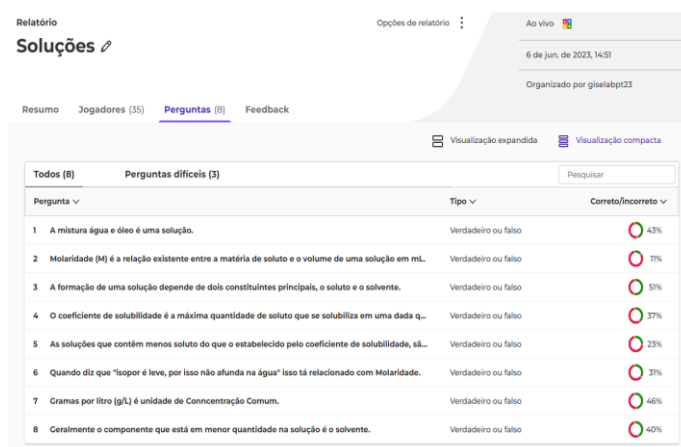 Relatório
Opções de relatório
Soluções
Ao vivo
6 de jun. de 2023, 14:51
Organizado por giselabpt23
Resumo Jogadores (35) Perguntas (8) Feedback
Visualização expandida Visualização compacta
Todos (8) Perguntas difíceis (3) Pesquisar
Pergunta Tipo Correto/incorreto
1 A mistura água e óleo é uma solução. Verdadeiro ou falso 43%
2 Molaridade (M) é a relação existente entre a matéria de soluto e o volume de uma solução em mL. Verdadeiro ou falso 11%
3 A formação de uma solução depende de dois constituintes principais, o soluto e o solvente. Verdadeiro ou falso 51%
4 O coeficiente de solubilidade é a máxima quantidade de soluto que se solubiliza em uma dada q... Verdadeiro ou falso 37%
5 As soluções que contêm menos soluto do que o estabelecido pelo coeficiente de solubilidade, sã... Verdadeiro ou falso 23%
6 Quando diz que "isopor é leve, por isso não afunda na água" isso tá relacionado com Molaridade. Verdadeiro ou falso 31%
7 Gramas por litro (g/L) é unidade de Conncentração Comum. Verdadeiro ou falso 46%
8 Geralmente o componente que está em menor quantidade na solução é o solvente. Verdadeiro ou falso 40%